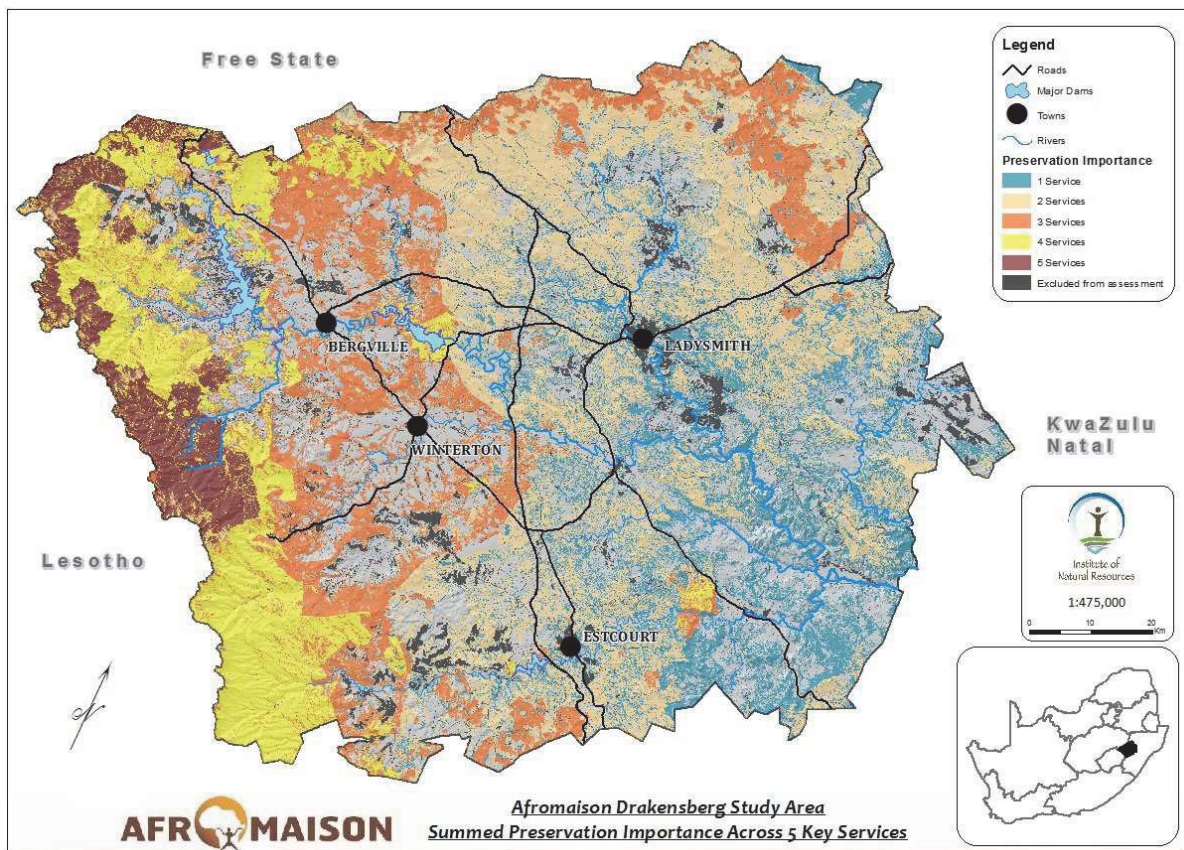 Free State
Legend
Roads
Major Dams
Towns
Rivers
Preservation Importance
1 Service
2 Services
3 Services
4 Services
5 Services
Excluded from assessment
BERGVILLE
LADYSMITH
WINTERTON
KwaZulu
Natal
Lesotho
ESTCOURT
Institute of
Natural Resources
1:475,000
0 10 20
Km
N
AFROMAISON
Afromaison Drakensberg Study Area
Summed Preservation Importance Across 5 Key Services